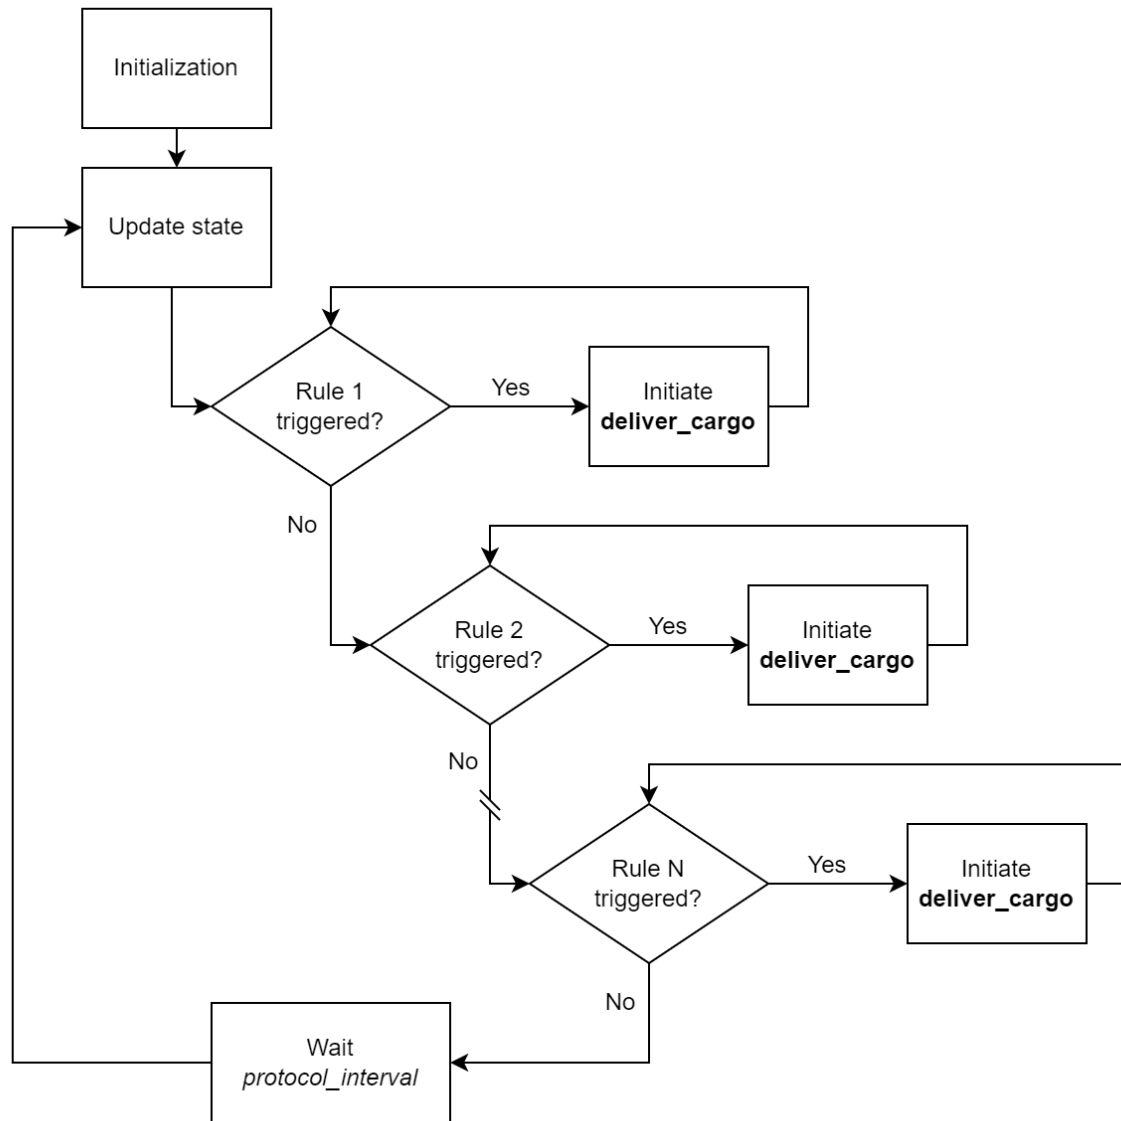 Initialization
Update state
Rule 1
triggered?
Yes
Initiate
deliver_cargo
No
Rule 2
triggered?
Yes
Initiate
deliver_cargo
No
Rule N
triggered?
Yes
Initiate
deliver_cargo
No
Wait
protocol_interval